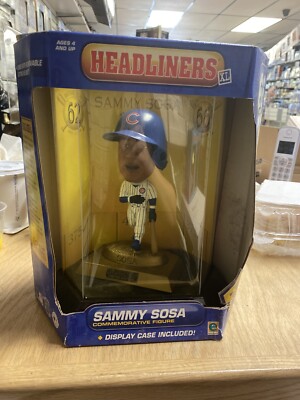 AGES 4
AND UP
HEADLINERS
XL
SAMMY SOSA
62
66
C
SAMMY SOSA
COMMEMORATIVE FIGURE
• DISPLAY CASE INCLUDED!